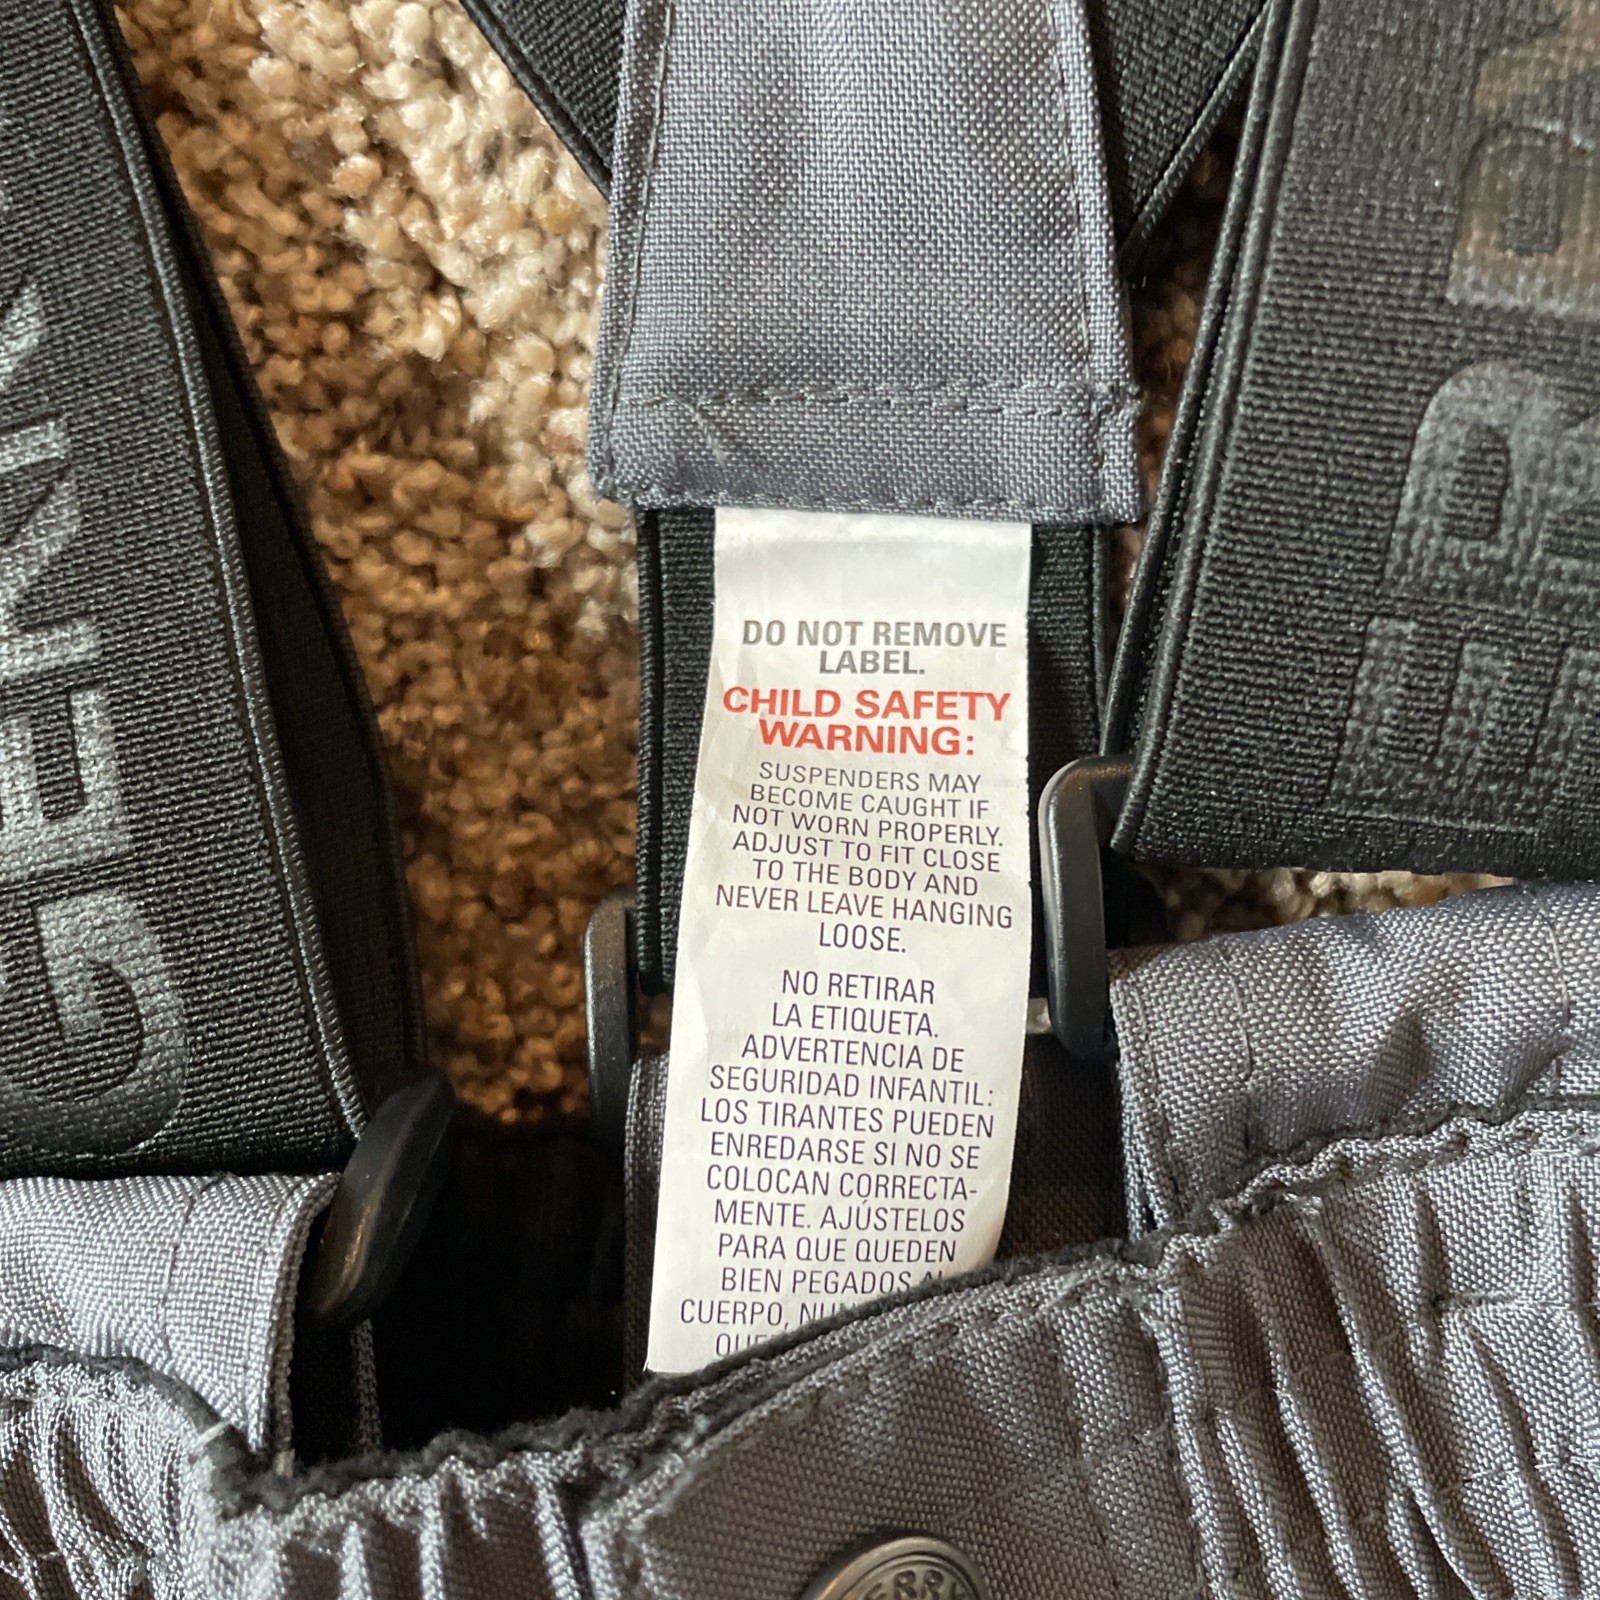 DO NOT REMOVE
LABEL.
CHILD SAFETY
WARNING:
SUSPENDERS MAY
BECOME CAUGHT IF
NOT WORN PROPERLY.
ADJUST TO FIT CLOSE
TO THE BODY AND
NEVER LEAVE HANGING
LOOSE.
NO RETIRAR
LA ETIQUETA.
ADVERTENCIA DE
SEGURIDAD INFANTIL:
LOS TIRANTES PUEDEN
ENREDARSE SI NO SE
COLOCAN CORRECTA-
MENTE. AJÚSTELOS
PARA QUE QUEDEN
BIEN PEGADOS
CUERPO,